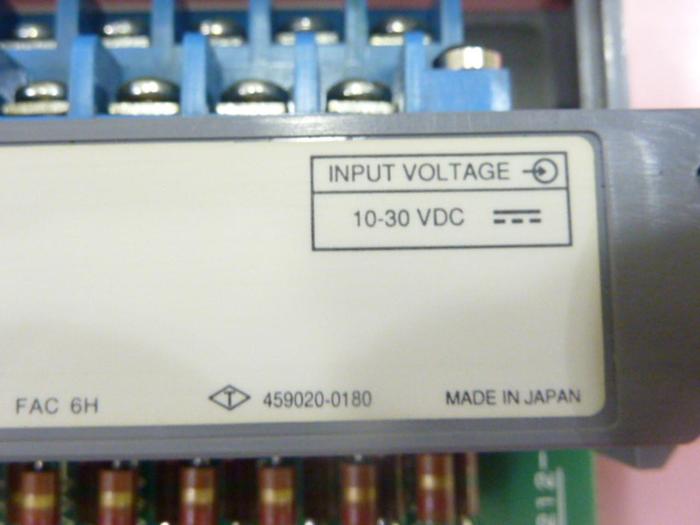 INPUT VOLTAGE
10-30 VDC
FAC 6H
T 459020-0180
MADE IN JAPAN